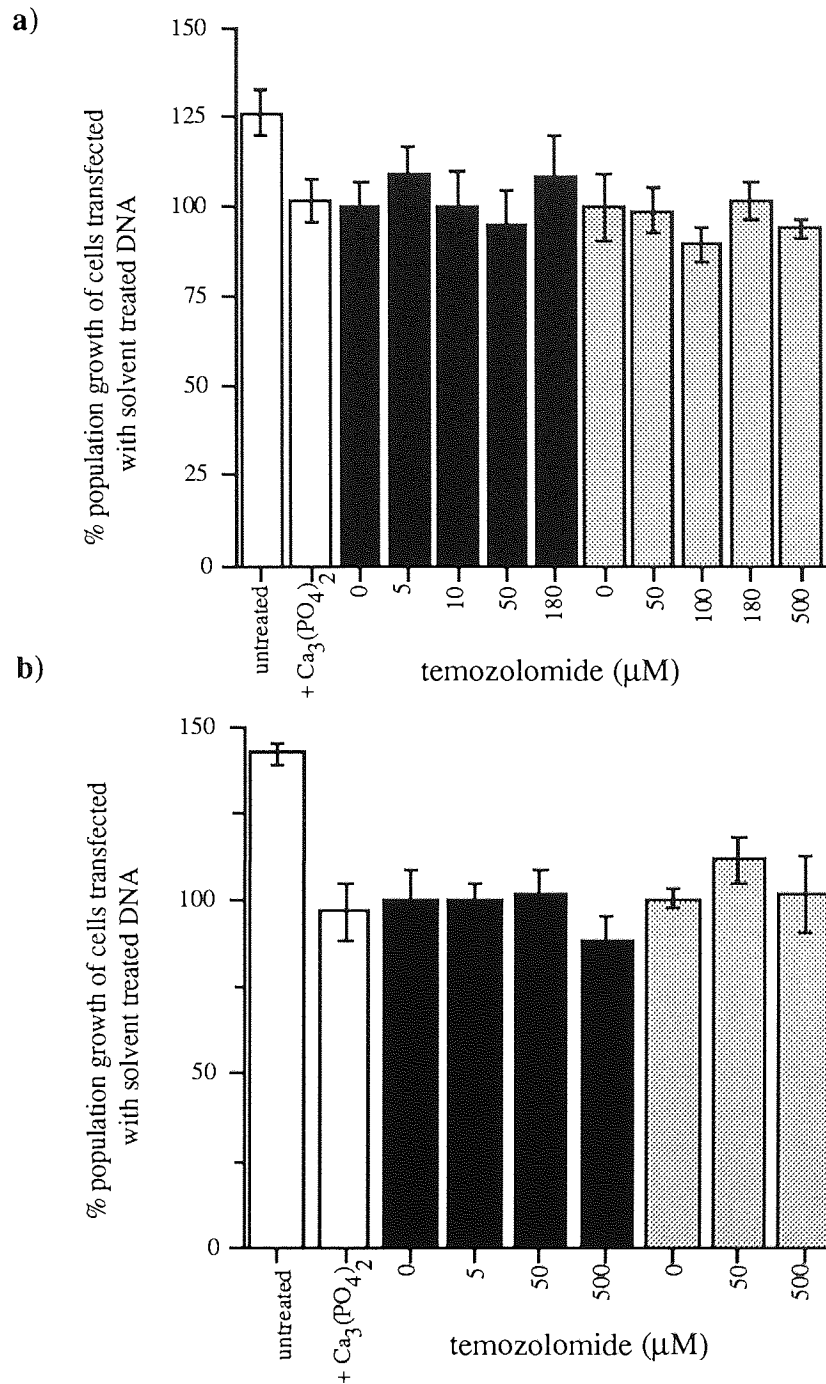 a)
150
125
100
75
50
25
0
% population growth of cells transfected
with solvent treated DNA
untreated
+ Ca3(PO4)2
0
5
10
50
180
0
50
100
180
500
temozolomide (μM)
b)
150
100
50
0
% population growth of cells transfected
with solvent treated DNA
untreated
+ Ca3(PO4)2
0
5
50
500
0
50
500
temozolomide (μM)